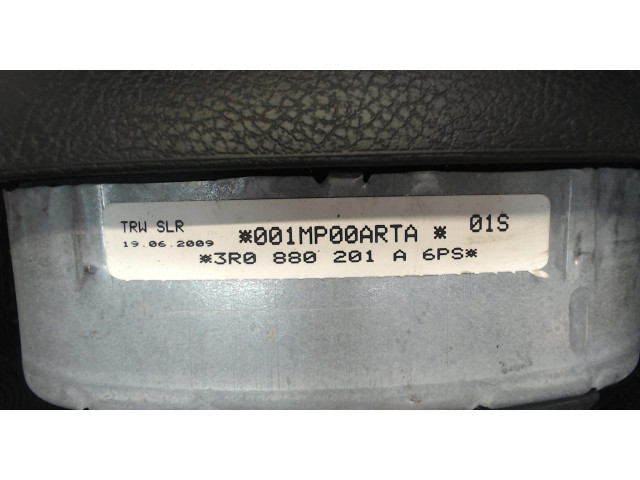 TRW SLR *001MP00ARTA * 01S
19.06.2009
*3R0 880 201 A 6PS*